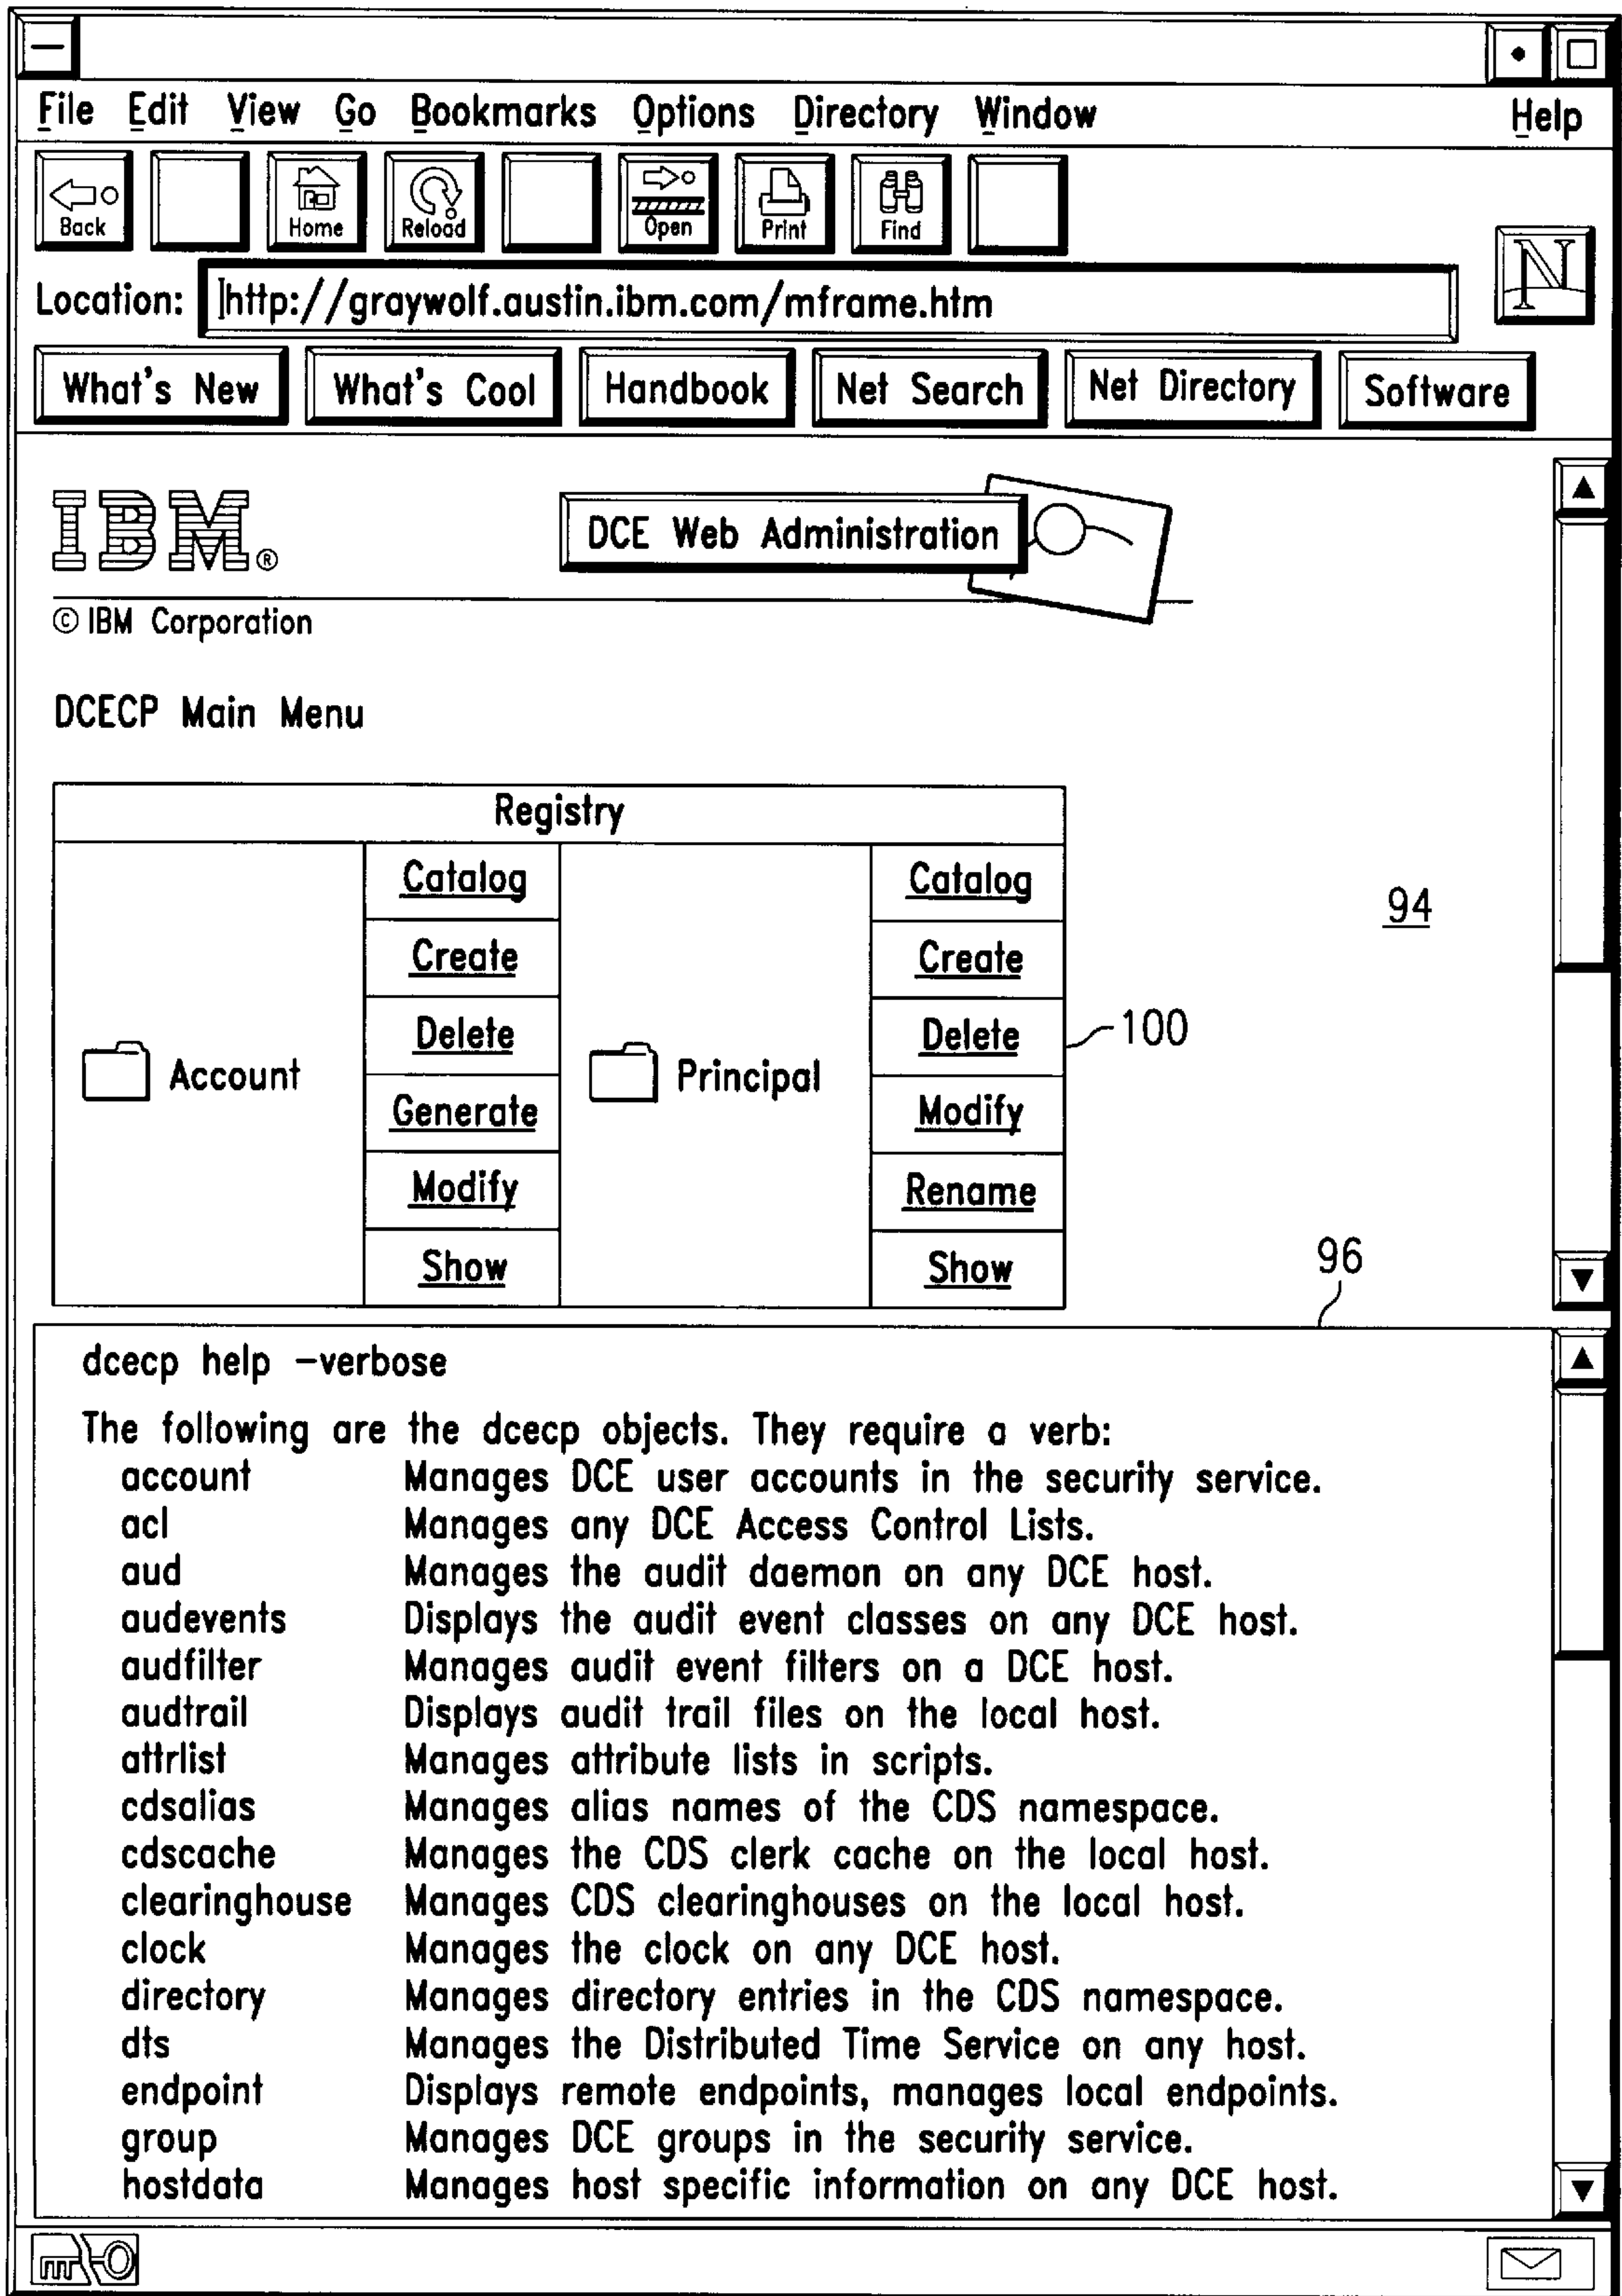 File Edit View Go Bookmarks Options Directory Window Help
Back Home Reload Open Print Find
N
Location: http://graywolf.austin.ibm.com/mframe.htm
What's New What's Cool Handbook Net Search Net Directory Software
IBM® DCE Web Administration
© IBM Corporation
DCECP Main Menu
Registry
Catalog Catalog
94
Create Create
Delete Delete
100
Account Principal
Generate Modify
Modify Rename
Show Show
96
dcecp help -verbose
The following are the dcecp objects. They require a verb:
account Manages DCE user accounts in the security service.
acl Manages any DCE Access Control Lists.
aud Manages the audit daemon on any DCE host.
audevents Displays the audit event classes on any DCE host.
audfilter Manages audit event filters on a DCE host.
audtrail Displays audit trail files on the local host.
attrlist Manages attribute lists in scripts.
cdsalias Manages alias names of the CDS namespace.
cdscache Manages the CDS clerk cache on the local host.
clearinghouse Manages CDS clearinghouses on the local host.
clock Manages the clock on any DCE host.
directory Manages directory entries in the CDS namespace.
dts Manages the Distributed Time Service on any host.
endpoint Displays remote endpoints, manages local endpoints.
group Manages DCE groups in the security service.
hostdata Manages host specific information on any DCE host.